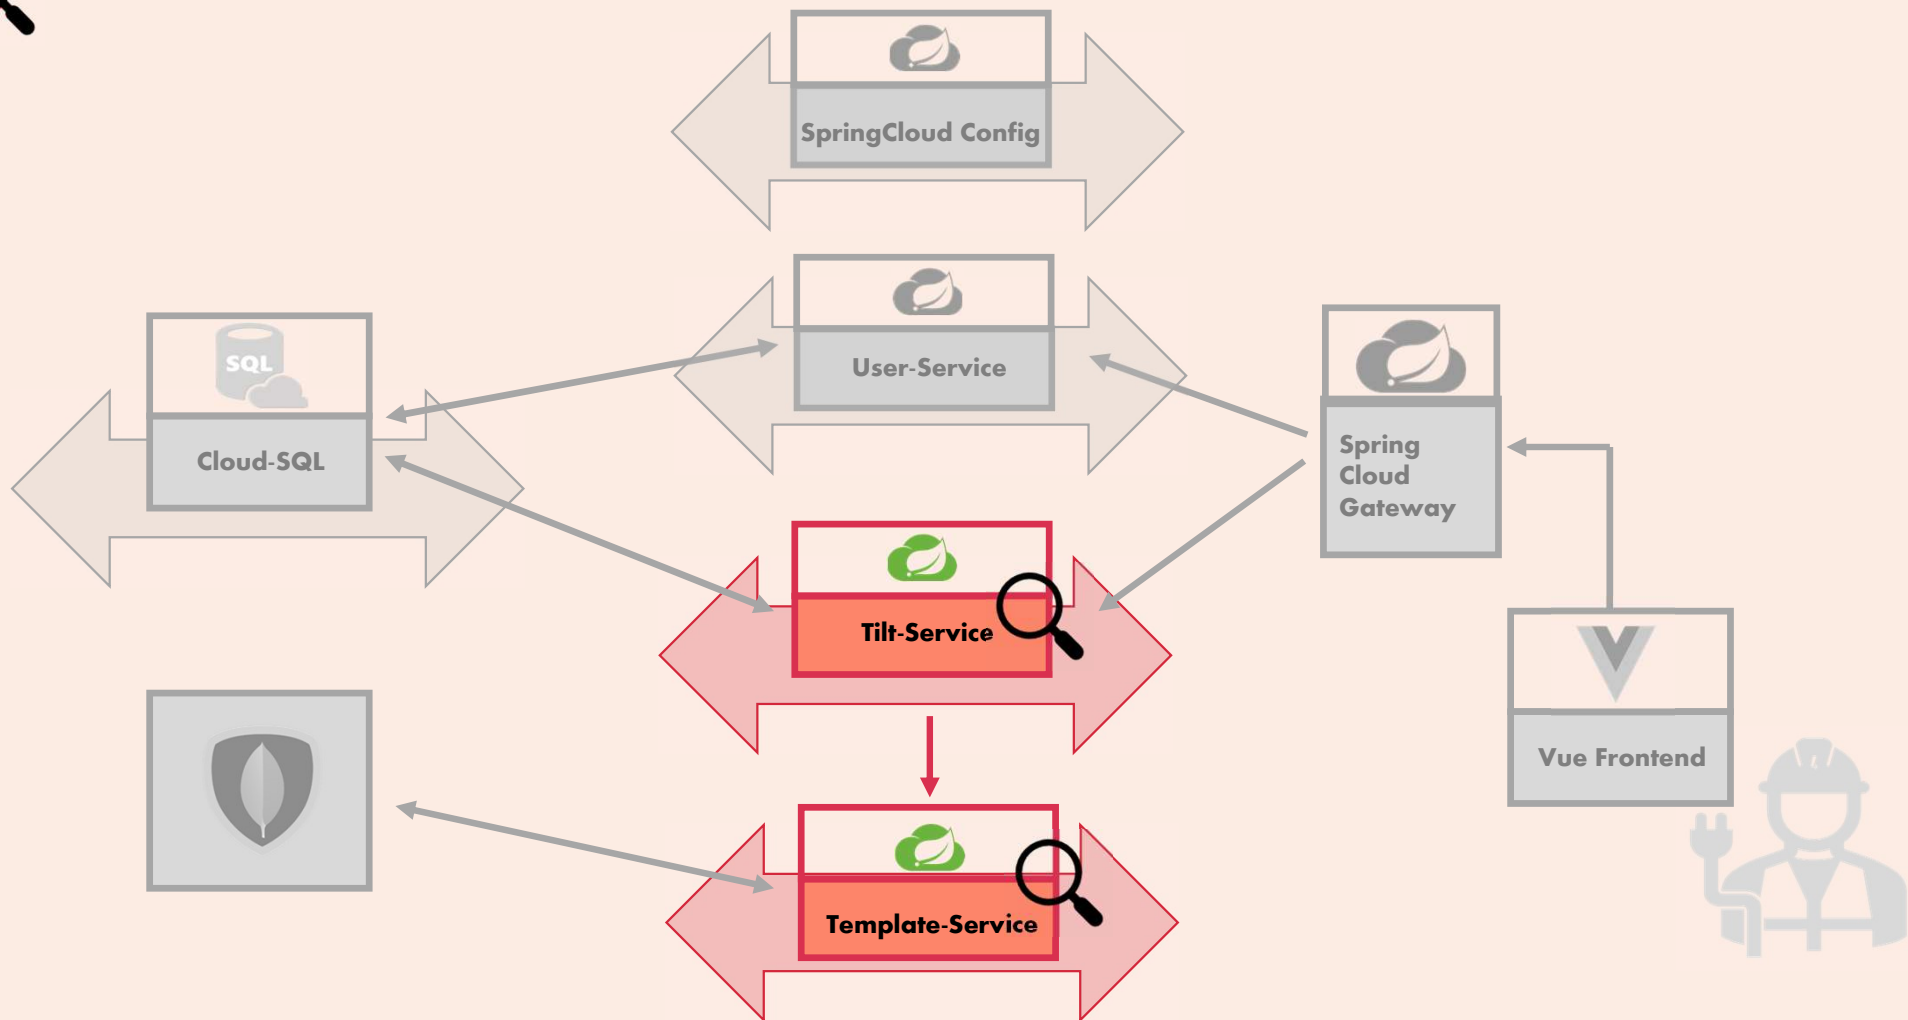 SpringCloud Config
User-Service
SQL
Cloud-SQL
Spring
Cloud
Gateway
Tilt-Service
Vue Frontend
Template-Service